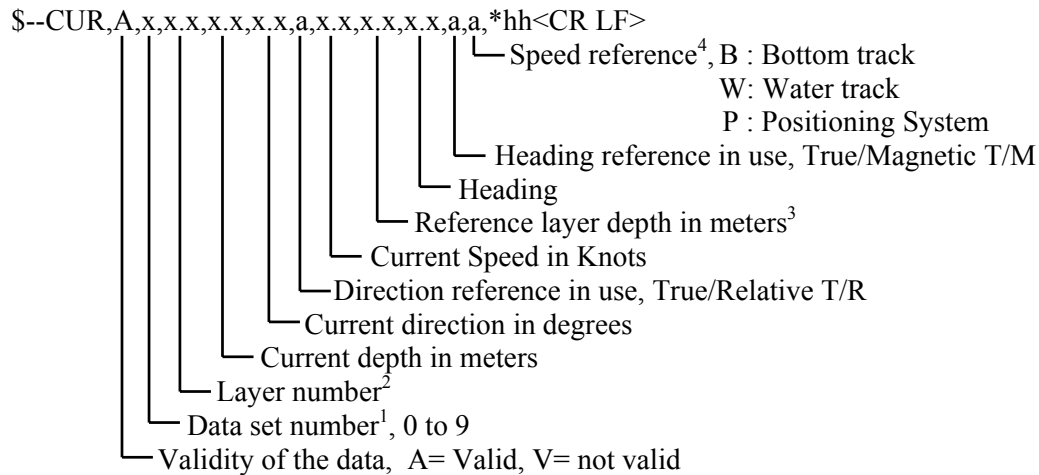 $--CUR,A,x,x.x,x.x,x.x,a,x.x,x.x,x.x,a,a,*hh<CR LF>
Speed reference⁴, B : Bottom track
W: Water track
P : Positioning System
Heading reference in use, True/Magnetic T/M
Heading
Reference layer depth in meters³
Current Speed in Knots
Direction reference in use, True/Relative T/R
Current direction in degrees
Current depth in meters
Layer number²
Data set number¹, 0 to 9
Validity of the data, A= Valid, V= not valid